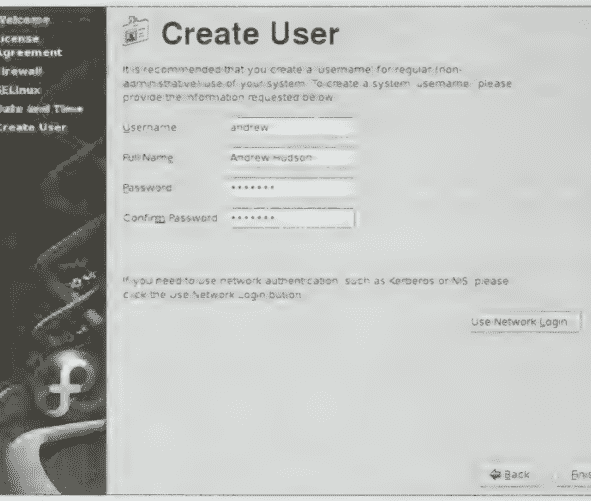 Welcome
License
Agreement
Firewall
SELinux
Date and Time
Create User
Create User
It is recommended that you create a 'username' for regular (non-
administrative) use of your system. To create a system 'username' please
provide the information requested below.
Username andrew
Full Name Andrew Hudson
Password •••••••
Confirm Password •••••••
If you need to use network authentication, such as Kerberos or NIS, please
click the Use Network Login button.
Use Network Login
Back